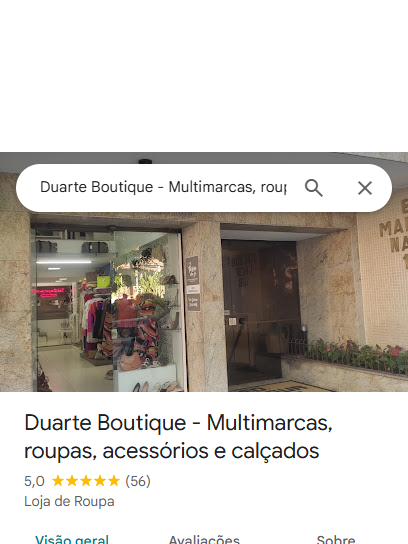 Duarte Boutique - Multimarcas, roup
Duarte Boutique - Multimarcas,
roupas, acessórios e calçados
5,0 (56)
Loja de Roupa
Visão geral Avaliações Sobre